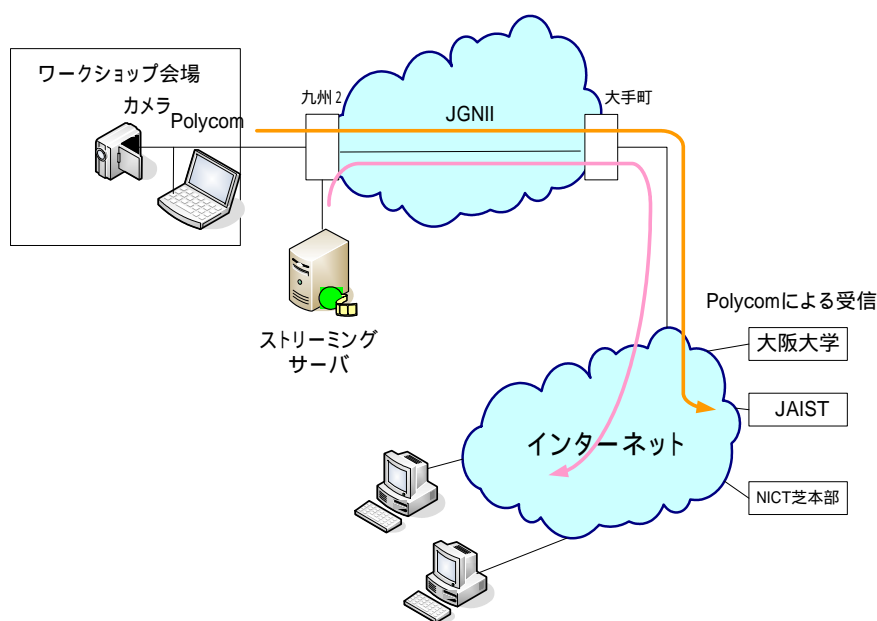 ワークショップ会場
カメラ
Polycom
九州2
JGNII
大手町
ストリーミング
サーバ
Polycomによる受信
大阪大学
JAIST
インターネット
NICT芝本部